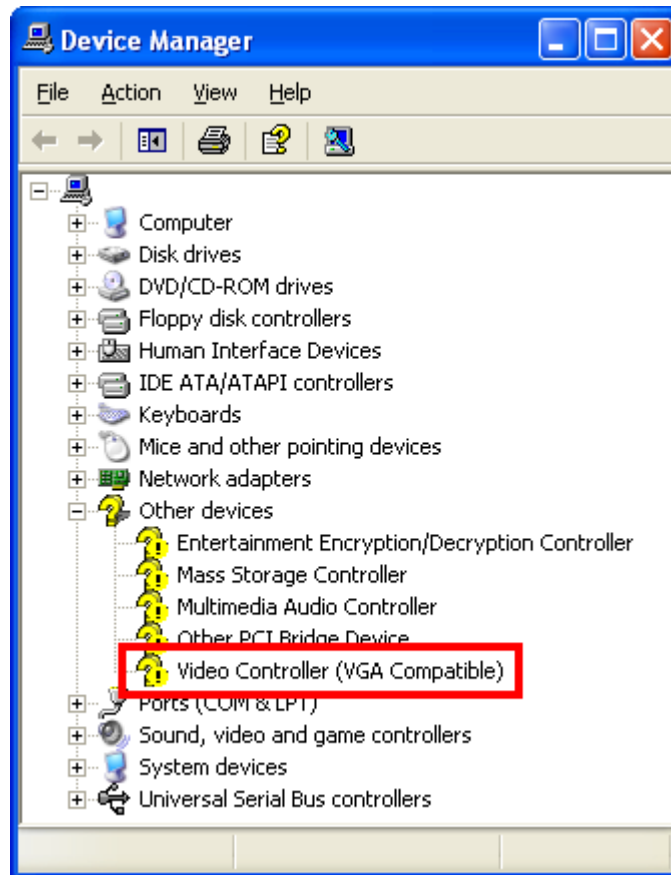 Device Manager
File Action View Help
Computer
Disk drives
DVD/CD-ROM drives
Floppy disk controllers
Human Interface Devices
IDE ATA/ATAPI controllers
Keyboards
Mice and other pointing devices
Network adapters
Other devices
Entertainment Encryption/Decryption Controller
Mass Storage Controller
Multimedia Audio Controller
Other PCI Bridge Device
Video Controller (VGA Compatible)
Ports (COM & LPT)
Sound, video and game controllers
System devices
Universal Serial Bus controllers